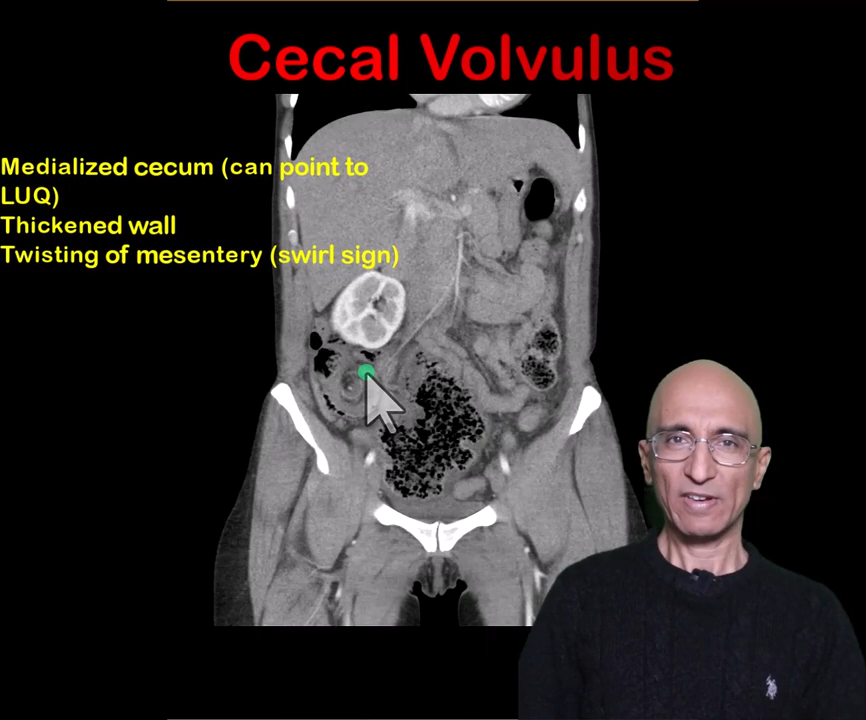 Cecal Volvulus
Medialized cecum (can point to
LUQ)
Thickened wall
Twisting of mesentery (swirl sign)